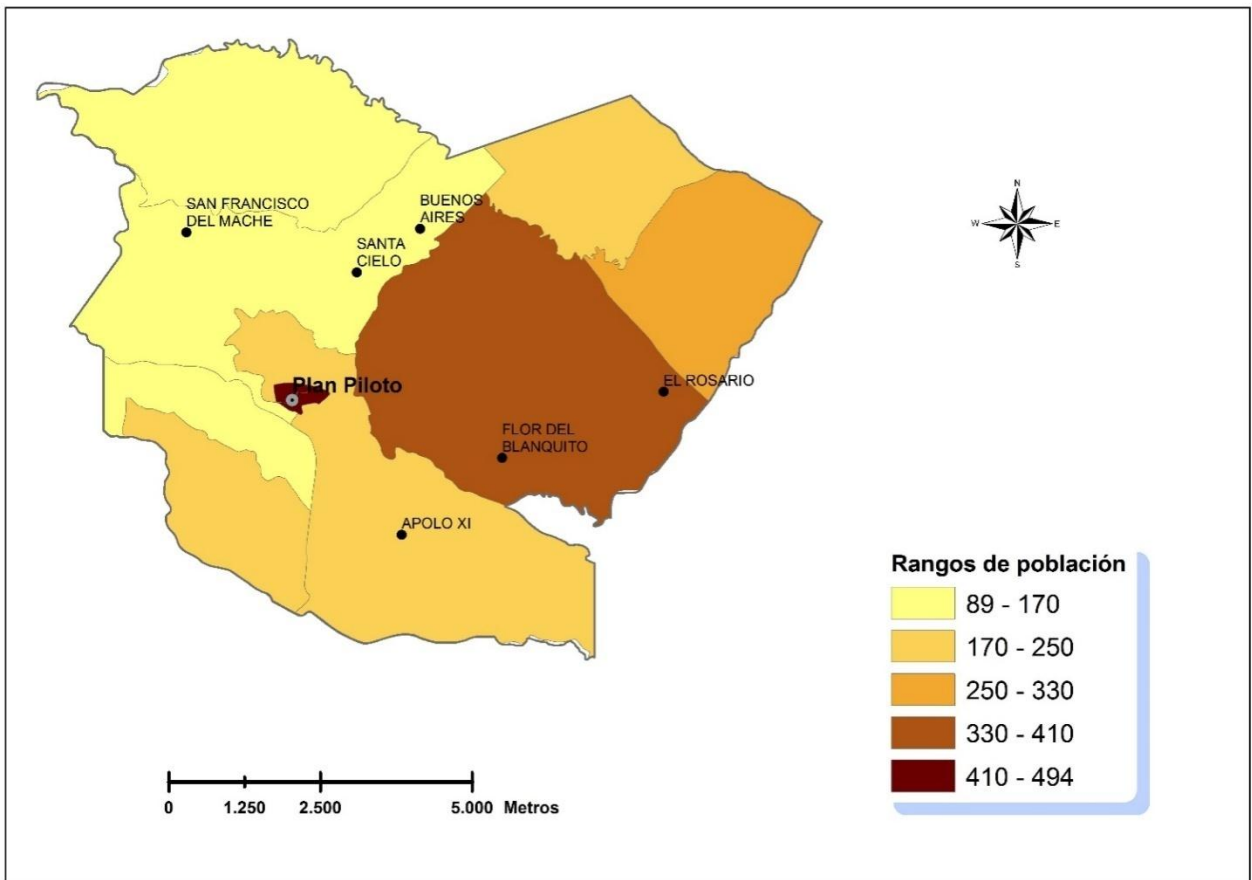 N
W
E
S
SAN FRANCISCO
DEL MACHE
BUENOS
AIRES
SANTA
CIELO
Plan Piloto
EL ROSARIO
FLOR DEL
BLANQUITO
APOLO XI
Rangos de población
89 - 170
170 - 250
250 - 330
330 - 410
410 - 494
0 1.250 2.500 5.000 Metros